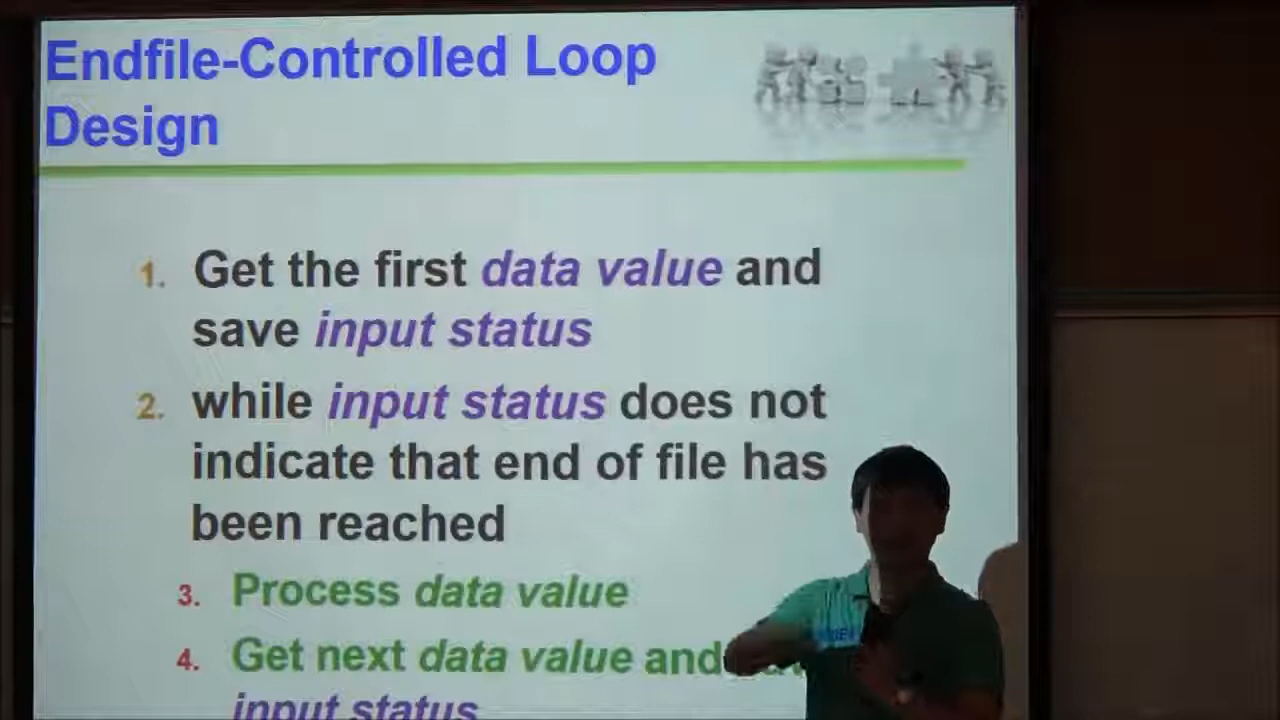 Endfile-Controlled Loop
Design
1. Get the first data value and
save input status
2. while input status does not
indicate that end of file has
been reached
3. Process data value
4. Get next data value and
input status